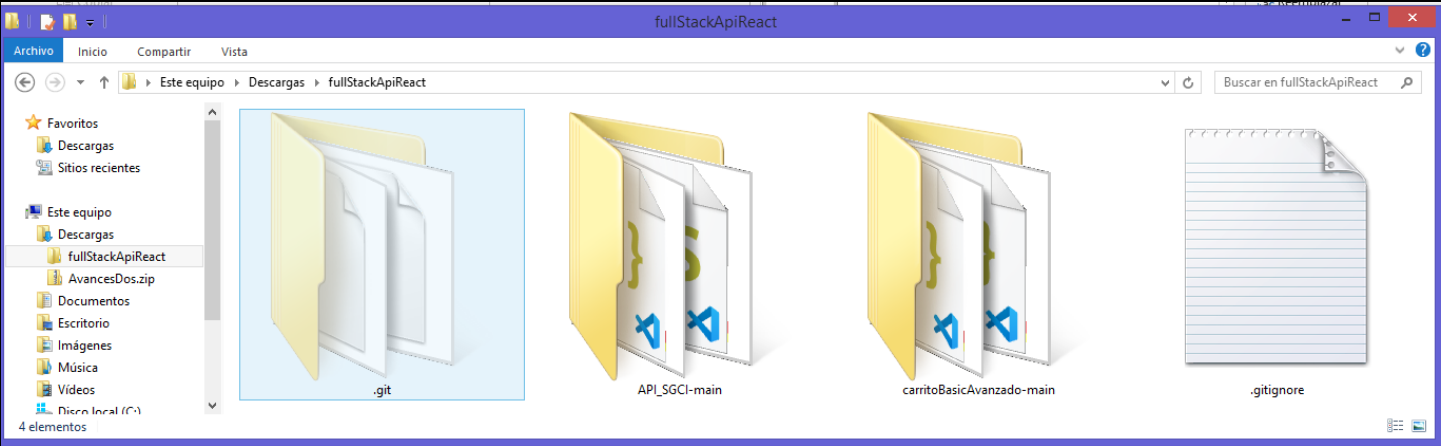 fullStackApiReact
Archivo Inicio Compartir Vista
Este equipo Descargas fullStackApiReact
Buscar en fullStackApiReact
Favoritos
Descargas
Sitios recientes
Este equipo
Descargas
fullStackApiReact
AvancesDos.zip
Documentos
Escritorio
Imágenes
Música
Vídeos
Disco local (C:)
.git
API_SGCI-main
carritoBasicAvanzado-main
.gitignore
4 elementos